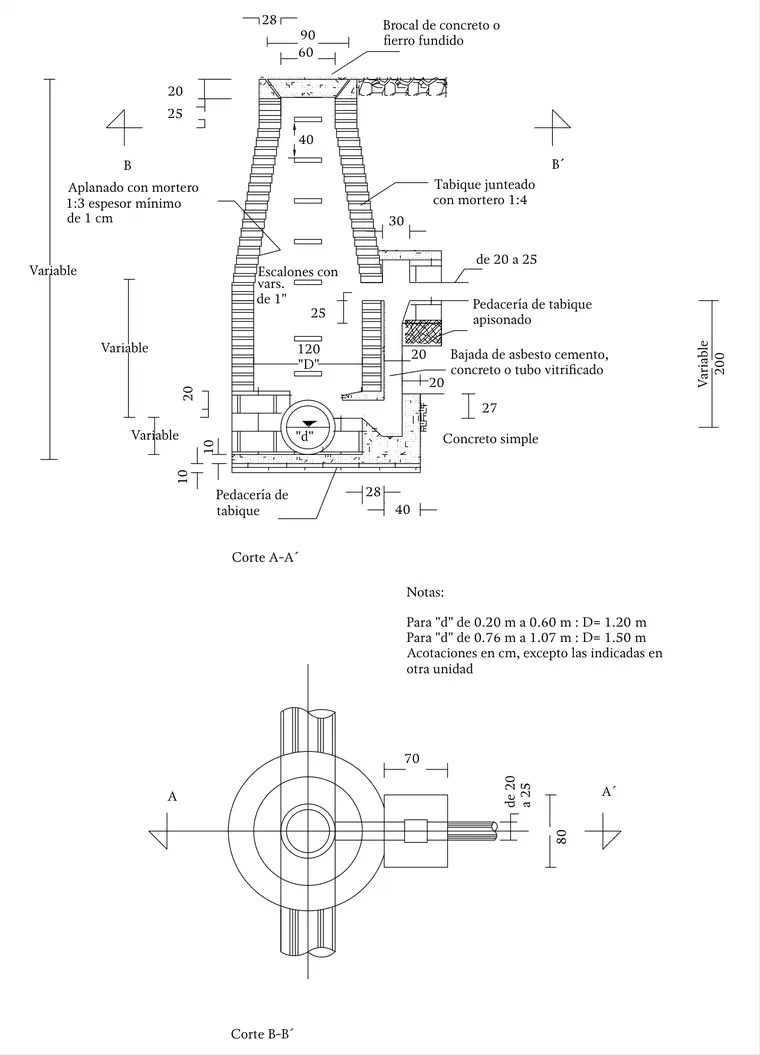 28
Brocal de concreto o
fierro fundido
90
60
20
25
40
B
B´
Aplanado con mortero
1:3 espesor mínimo
de 1 cm
Tabique junteado
con mortero 1:4
30
de 20 a 25
Variable
Escalones con
vars.
de 1"
25
Pedacería de tabique
apisonado
Variable
120
"D"
20
Bajada de asbesto cemento,
concreto o tubo vitrificado
Variable
200
20
20
27
Variable
"d"
10
Concreto simple
10
Pedacería de
tabique
28
40
Corte A-A´
Notas:
Para "d" de 0.20 m a 0.60 m : D= 1.20 m
Para "d" de 0.76 m a 1.07 m : D= 1.50 m
Acotaciones en cm, excepto las indicadas en
otra unidad
70
de 20
a 25
A
A´
80
Corte B-B´